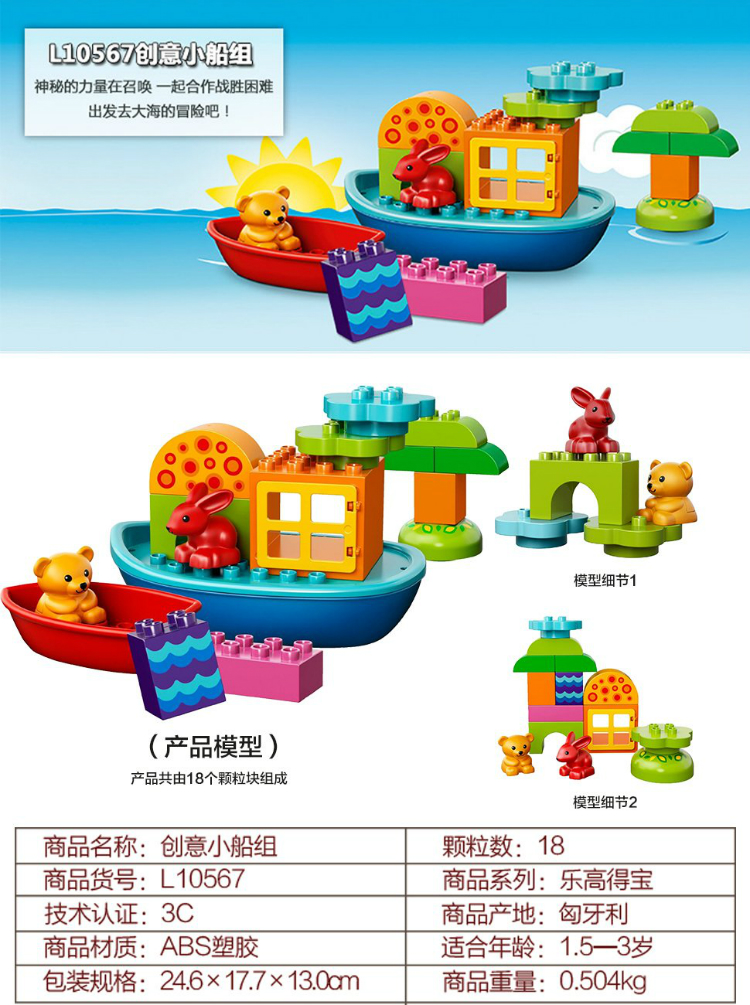 L10567创意小船组
神秘的力量在召唤 一起合作战胜困难
出发去大海的冒险吧！
模型细节1
（产品模型）
产品共由18个颗粒块组成
模型细节2
商品名称：创意小船组
颗粒数：18
商品货号：L10567
商品系列：乐高得宝
技术认证：3C
商品产地：匈牙利
商品材质：ABS塑胶
适合年龄：1.5—3岁
包装规格：24.6×17.7×13.0cm
商品重量：0.504kg